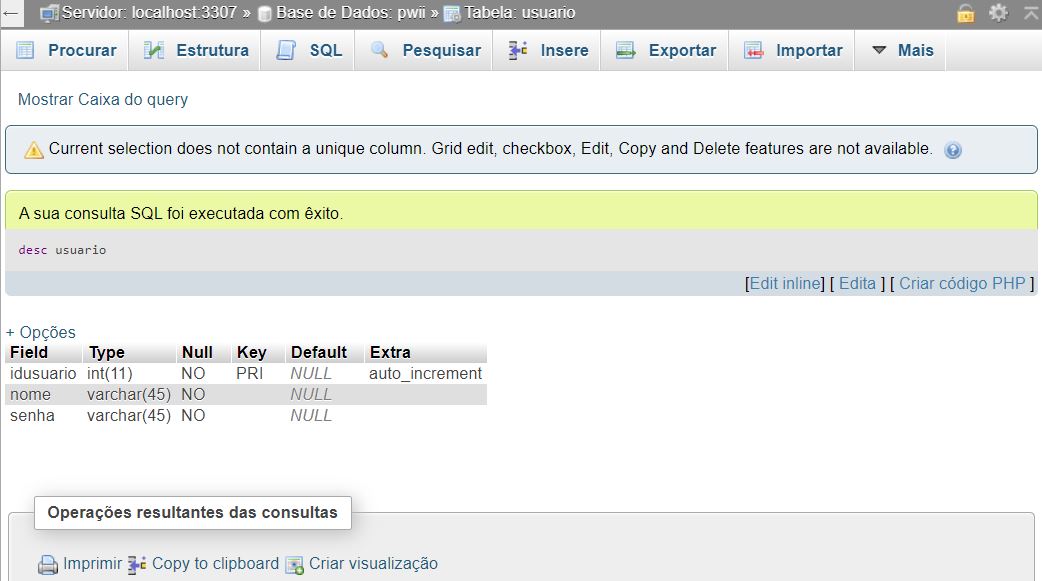 Servidor: localhost:3307 » Base de Dados: pwii » Tabela: usuario
Procurar Estrutura SQL Pesquisar Insere Exportar Importar Mais
Mostrar Caixa do query
Current selection does not contain a unique column. Grid edit, checkbox, Edit, Copy and Delete features are not available.
A sua consulta SQL foi executada com êxito.
desc usuario
[Edit inline] [ Edita ] [ Criar código PHP ]
+ Opções
Field Type Null Key Default Extra
idusuario int(11) NO PRI NULL auto_increment
nome varchar(45) NO NULL
senha varchar(45) NO NULL
Operações resultantes das consultas
Imprimir Copy to clipboard Criar visualização